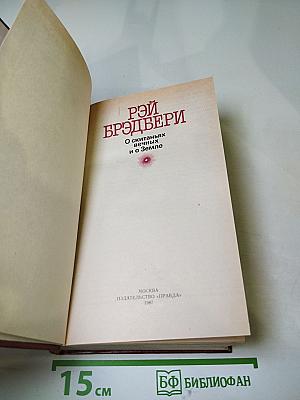 РЭЙ
БРЭДБЕРИ
О скитаньях
вечных
и о Земле
МОСКВА
ИЗДАТЕЛЬСТВО «ПРАВДА»
1987
15 см
БФ БИБЛИОФАН